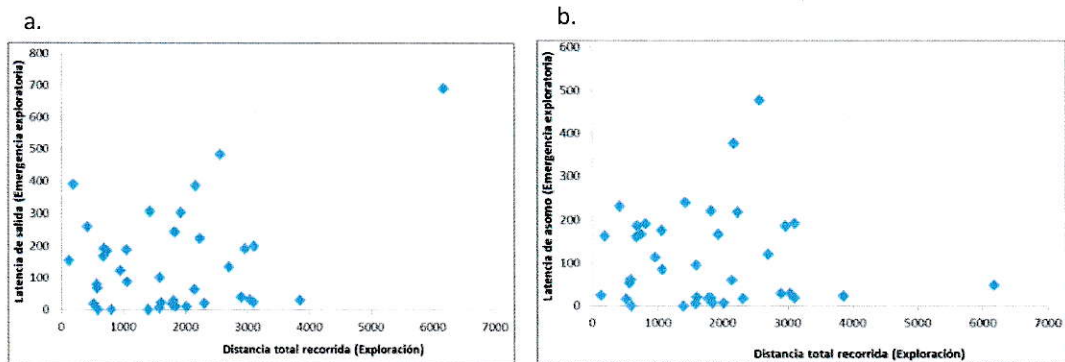 a.
Latencia de salida (Emergencia exploratoria)
800
700
600
500
400
300
200
100
0
0 1000 2000 3000 4000 5000 6000 7000
Distancia total recorrida (Exploración)
b.
Latencia de asomo (Emergencia exploratoria)
600
500
400
300
200
100
0
0 1000 2000 3000 4000 5000 6000 7000
Distancia total recorrida (Exploración)